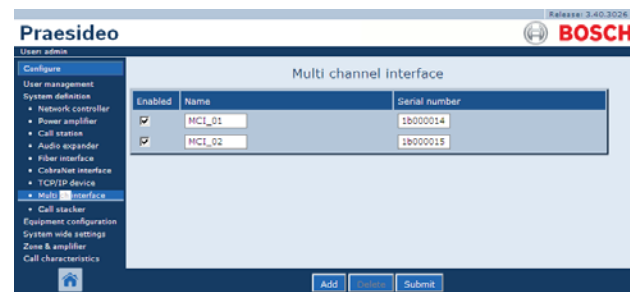 Release: 3.40.3026
Praesideo
BOSCH
User: admin
Configure
User management
System definition
• Network controller
• Power amplifier
• Call station
• Audio expander
• Fiber interface
• CobraNet interface
• TCP/IP device
• Multi interface
• Call stacker
Equipment configuration
System wide settings
Zone & amplifier
Call characteristics
Multi channel interface
Enabled Name Serial number
MCI_01 1b000014
MCI_02 1b000015
Add Delete Submit